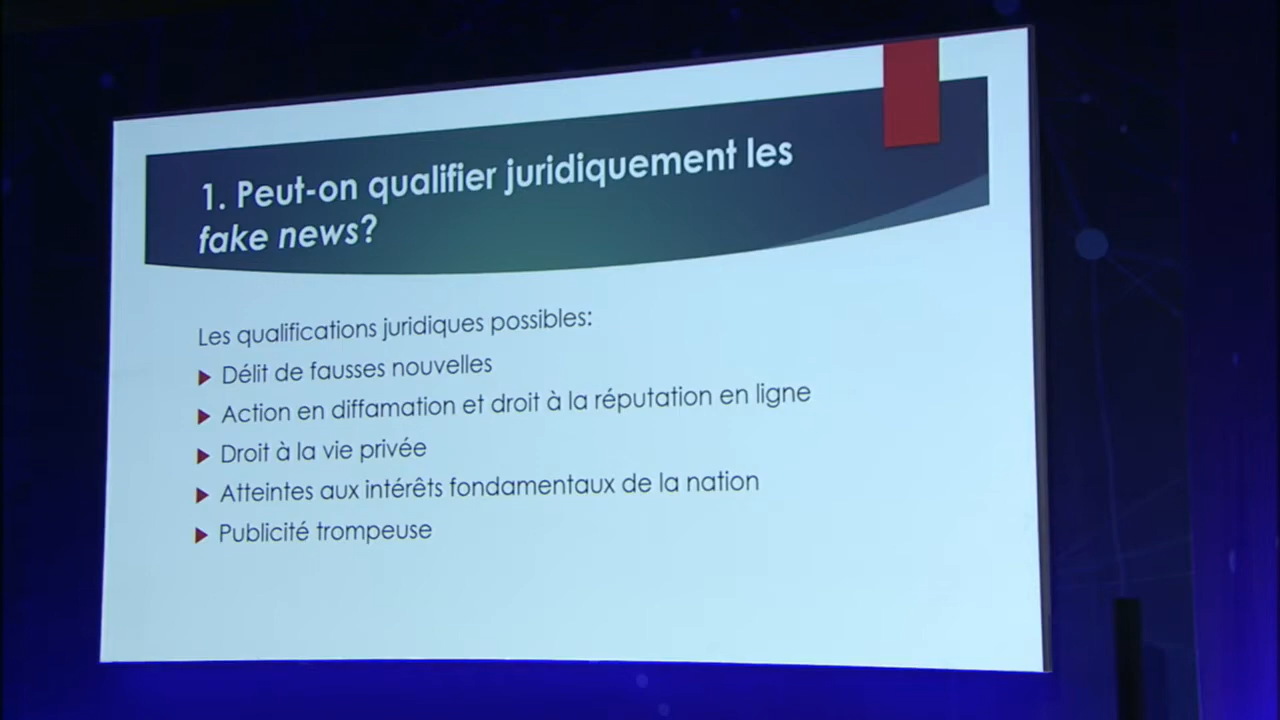 1. Peut-on qualifier juridiquement les
fake news?
Les qualifications juridiques possibles:
Délit de fausses nouvelles
Action en diffamation et droit à la réputation en ligne
Droit à la vie privée
Atteintes aux intérêts fondamentaux de la nation
Publicité trompeuse